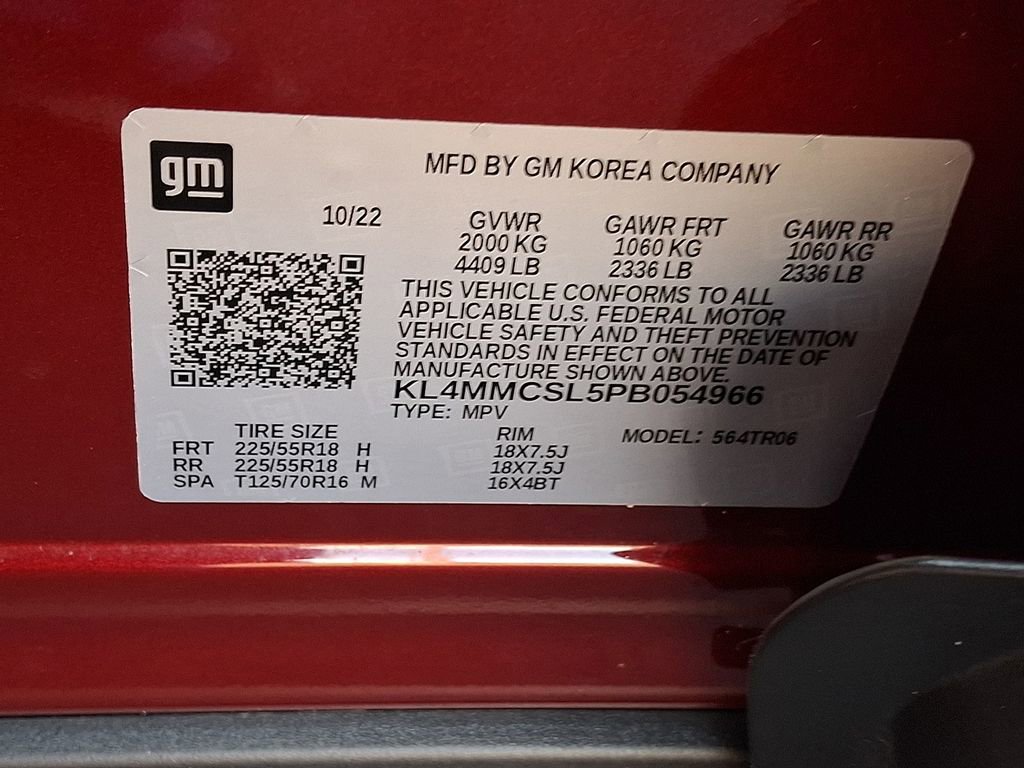 gm
MFD BY GM KOREA COMPANY
10/22
GVWR GAWR FRT GAWR RR
2000 KG 1060 KG 1060 KG
4409 LB 2336 LB 2336 LB
THIS VEHICLE CONFORMS TO ALL
APPLICABLE U.S. FEDERAL MOTOR
VEHICLE SAFETY AND THEFT PREVENTION
STANDARDS IN EFFECT ON THE DATE OF
MANUFACTURE SHOWN ABOVE.
KL4MMCSL5PB054966
TYPE: MPV
TIRE SIZE RIM MODEL: 564TR06
FRT 225/55R18 H 18X7.5J
RR 225/55R18 H 18X7.5J
SPA T125/70R16 M 16X4BT